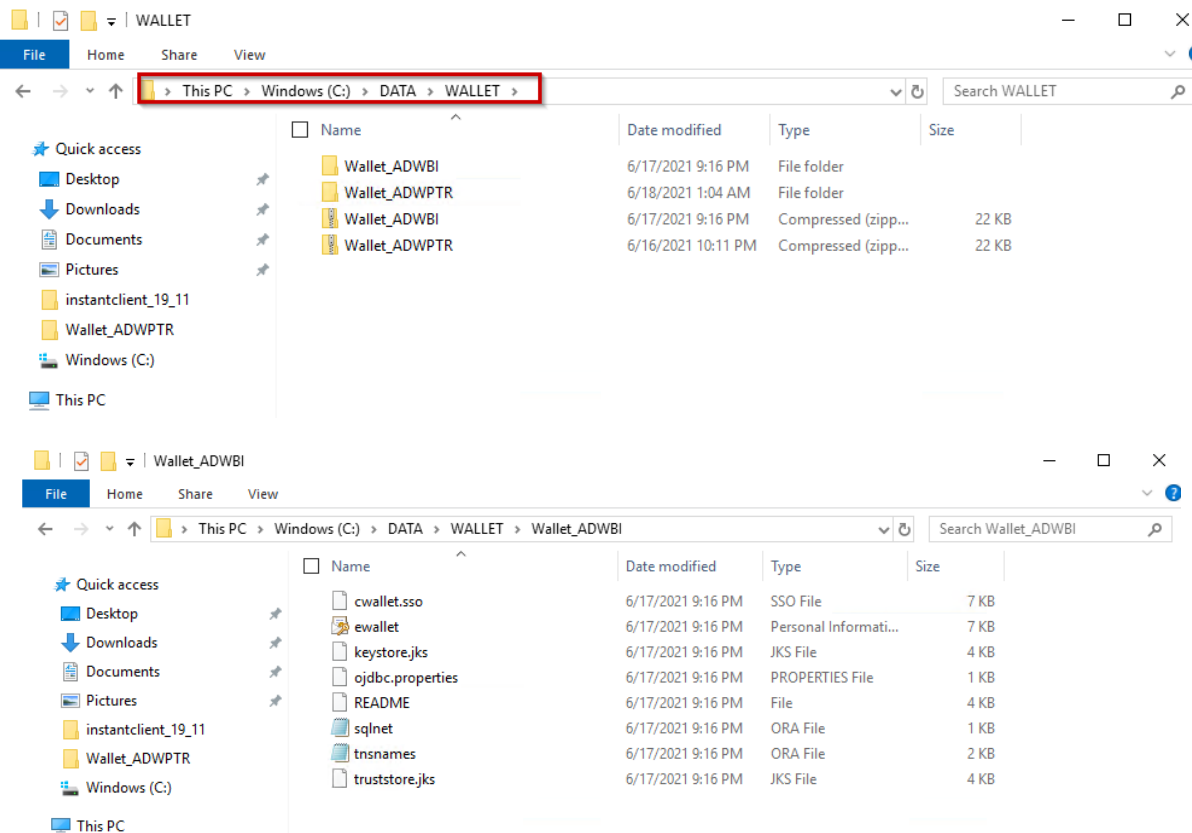 WALLET
File Home Share View
This PC Windows (C:) DATA WALLET Search WALLET
Name Date modified Type Size
Quick access
Wallet_ADWBI 6/17/2021 9:16 PM File folder
Desktop
Wallet_ADWPTR 6/18/2021 1:04 AM File folder
Downloads
Wallet_ADWBI 6/17/2021 9:16 PM Compressed (zipp... 22 KB
Documents
Wallet_ADWPTR 6/16/2021 10:11 PM Compressed (zipp... 22 KB
Pictures
instantclient_19_11
Wallet_ADWPTR
Windows (C:)
This PC
Wallet_ADWBI
File Home Share View
This PC Windows (C:) DATA WALLET Wallet_ADWBI Search Wallet_ADWBI
Name Date modified Type Size
Quick access
cwallet.sso 6/17/2021 9:16 PM SSO File 7 KB
Desktop
ewallet 6/17/2021 9:16 PM Personal Informati... 7 KB
Downloads
keystore.jks 6/17/2021 9:16 PM JKS File 4 KB
Documents
ojdbc.properties 6/17/2021 9:16 PM PROPERTIES File 1 KB
Pictures
README 6/17/2021 9:16 PM File 4 KB
instantclient_19_11
sqlnet 6/17/2021 9:16 PM ORA File 1 KB
Wallet_ADWPTR
tnsnames 6/17/2021 9:16 PM ORA File 2 KB
Windows (C:)
truststore.jks 6/17/2021 9:16 PM JKS File 4 KB
This PC